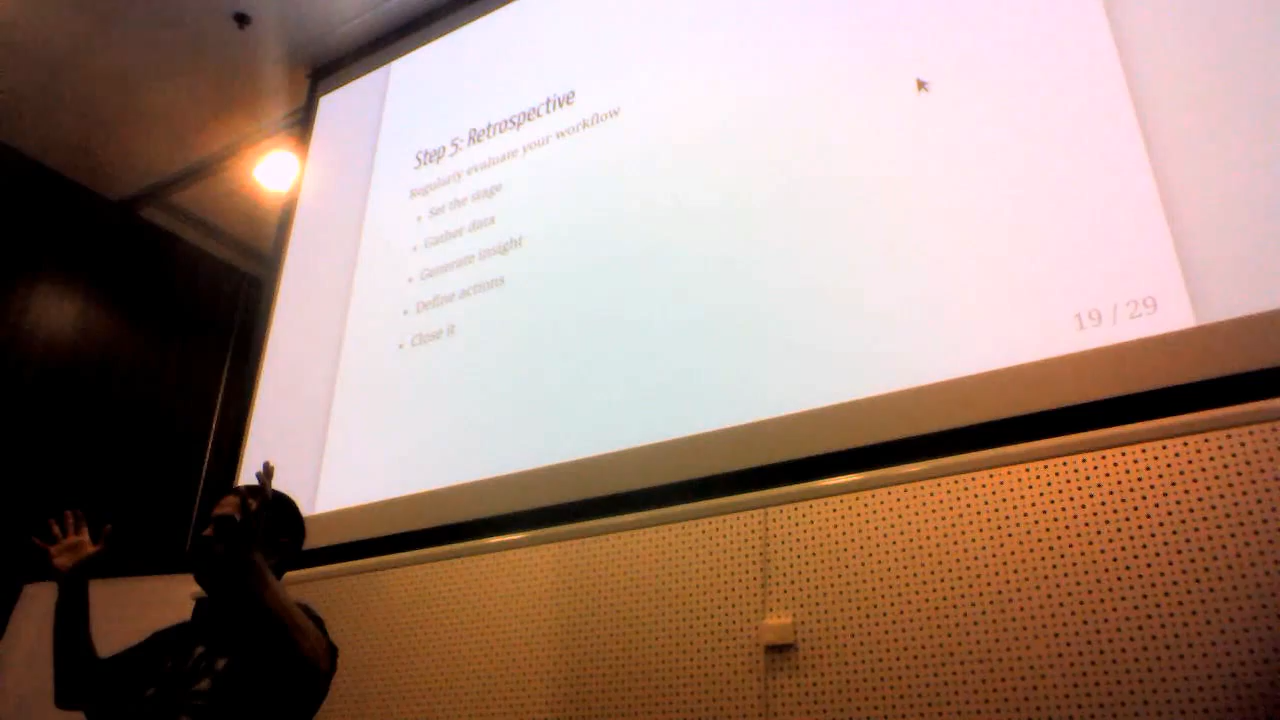 Step 5: Retrospective
Regularly evaluate your workflow
• Set the stage
• Gather data
• Generate insight
• Define actions
• Close it
19 / 29